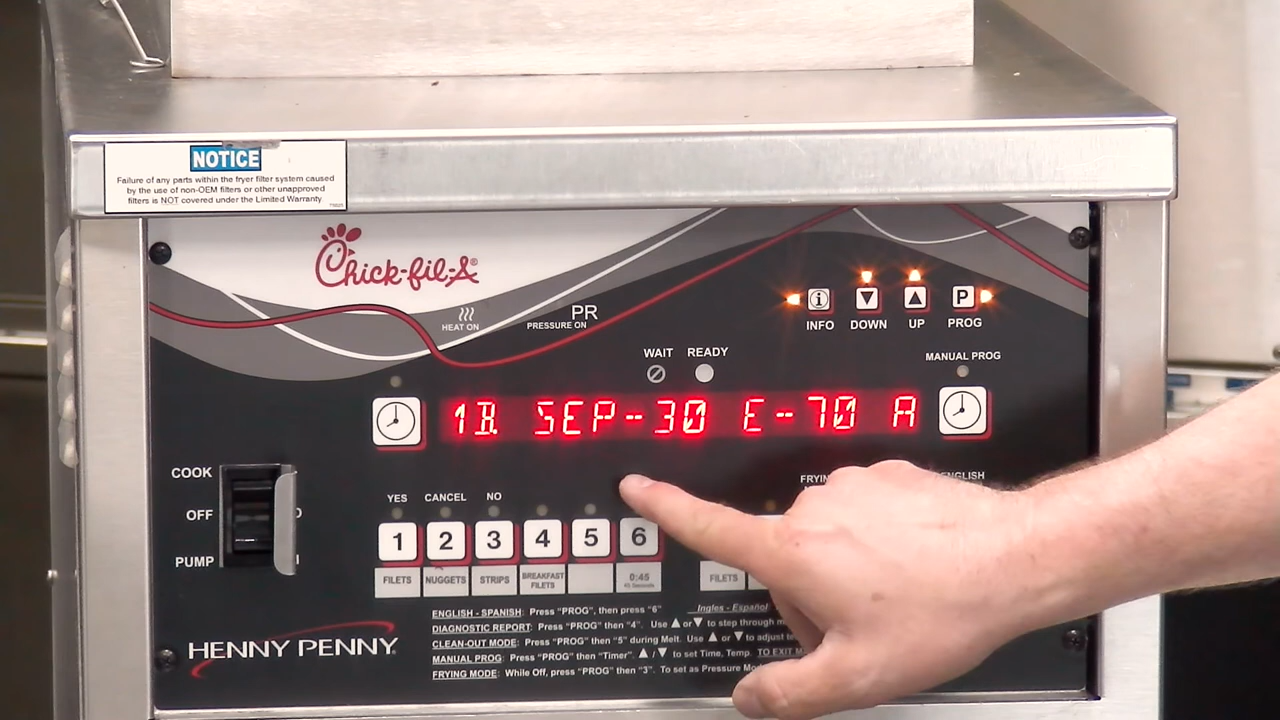 NOTICE
Failure of any parts within the fryer filter system caused
by the use of non-OEM filters or other unapproved
filters is NOT covered under the Limited Warranty
Chick-fil-A®
HEAT ON
PR
PRESSURE ON
P
INFO DOWN UP PROG
WAIT READY
MANUAL PROG
SEP-30 E-70 A
COOK
OFF
PUMP
YES CANCEL NO
1 2 3 4 5 6
FILETS NUGGETS STRIPS BREAKFAST FILETS 0:45
FILETS
ENGLISH - SPANISH: Press "PROG", then press "6" Ingles - Español
DIAGNOSTIC REPORT: Press "PROG" then "4". Use ▲ or ▼ to step through
CLEAN-OUT MODE: Press "PROG" then "5" during Melt. Use ▲ or ▼ to adjust
MANUAL PROG: Press "PROG" then "Timer". ▲ / ▼ to set Time, Temp. TO EXIT
FRYING MODE: While Off, press "PROG" then "3". To set as Pressure
HENNY PENNY